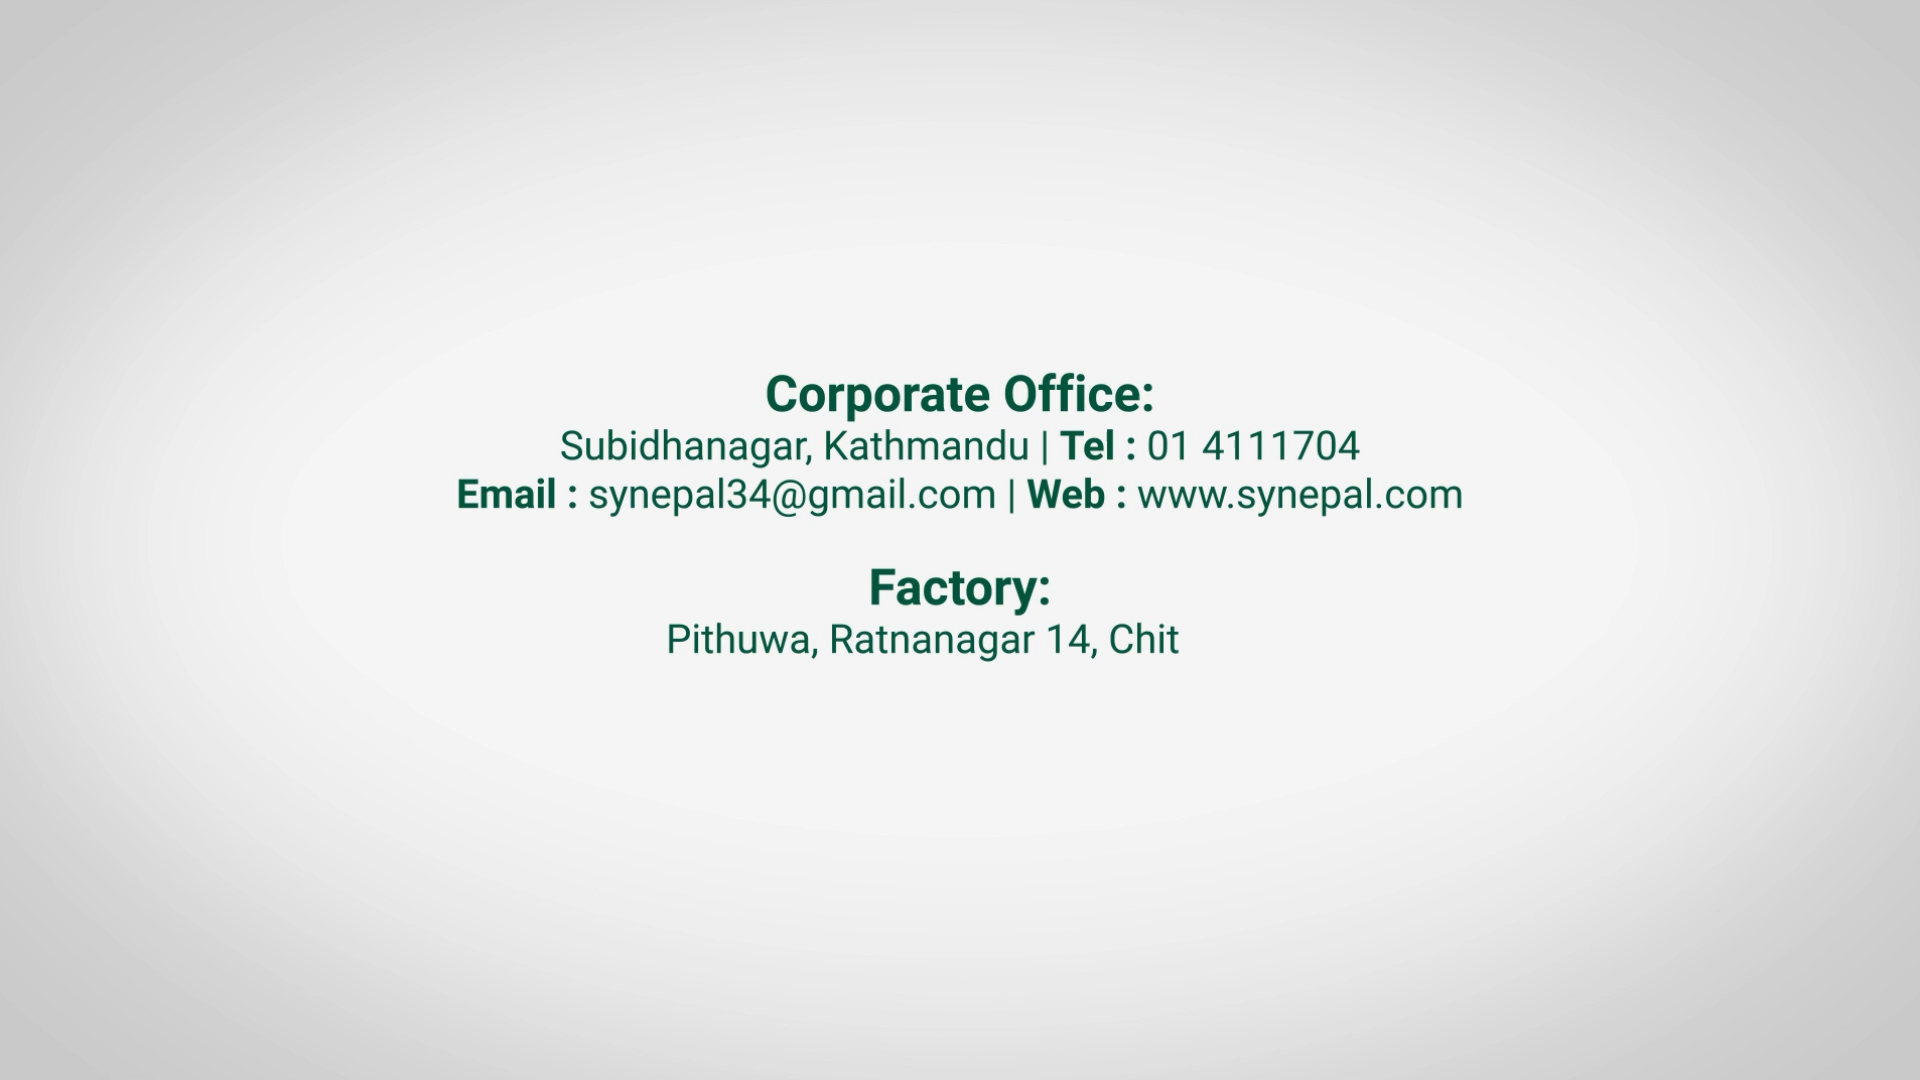 Corporate Office:
Subidhanagar, Kathmandu | Tel : 01 4111704
Email : synepal34@gmail.com | Web : www.synepal.com
Factory:
Pithuwa, Ratnanagar 14, Chit